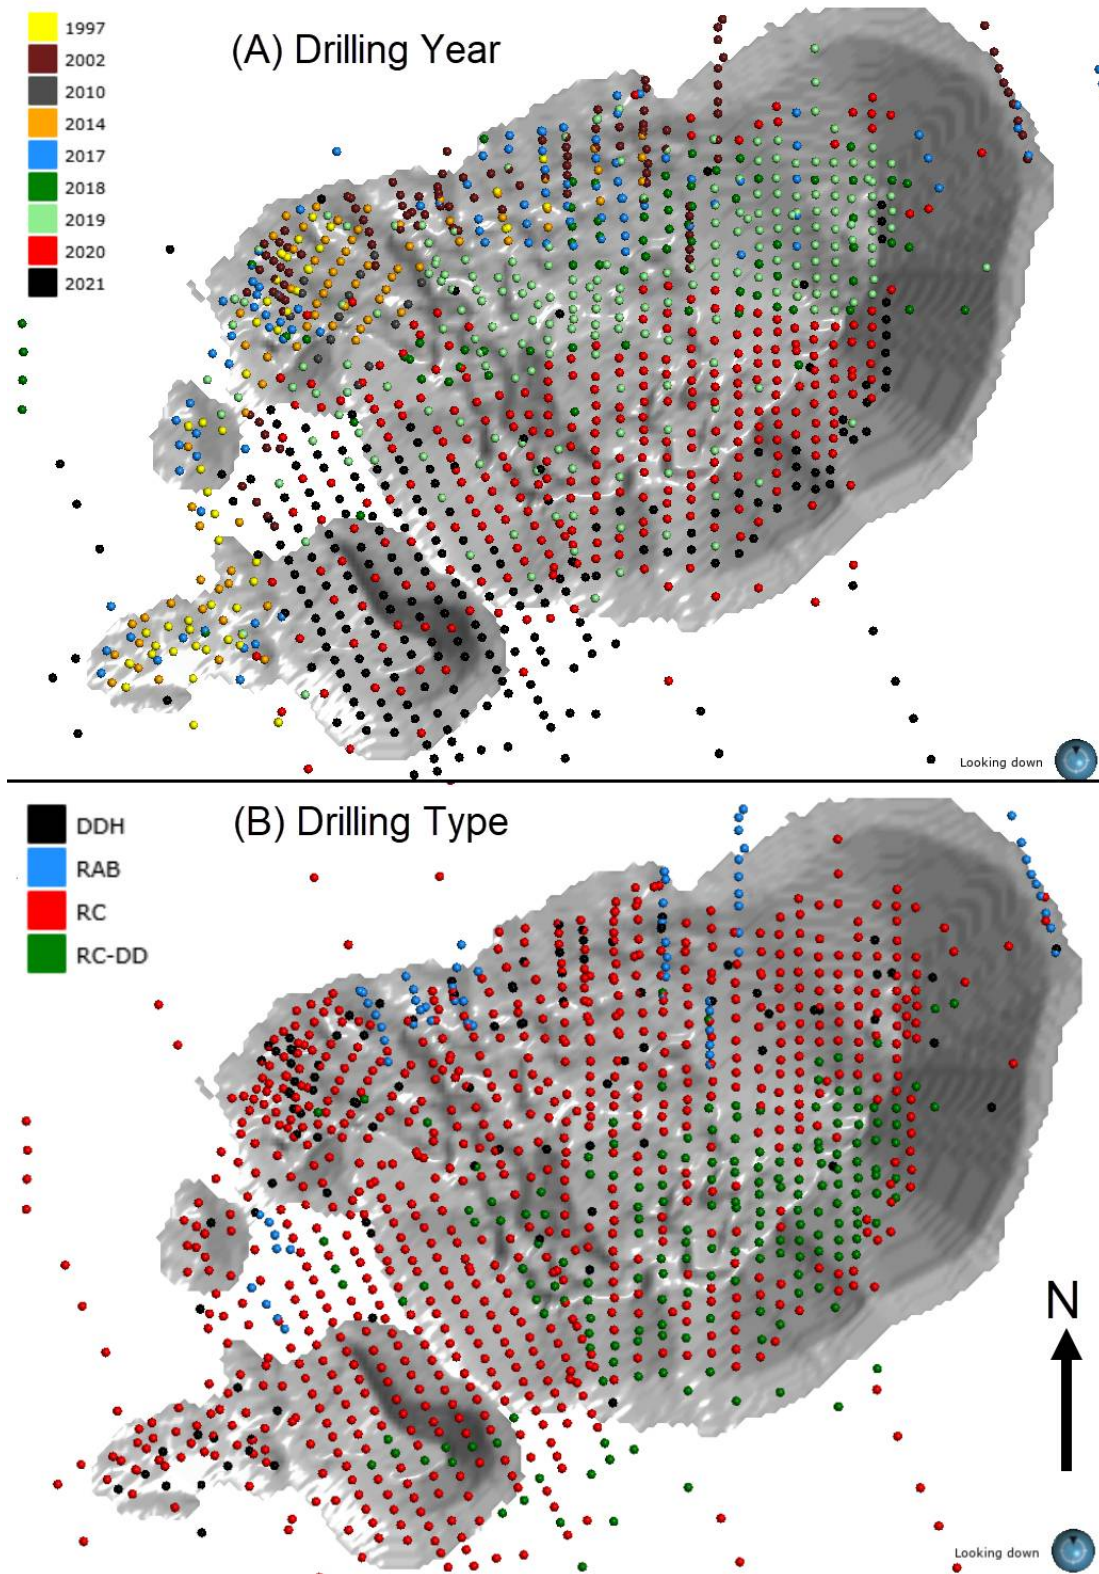 (A) Drilling Year
1997
2002
2010
2014
2017
2018
2019
2020
2021
Looking down
(B) Drilling Type
DDH
RAB
RC
RC-DD
N
Looking down